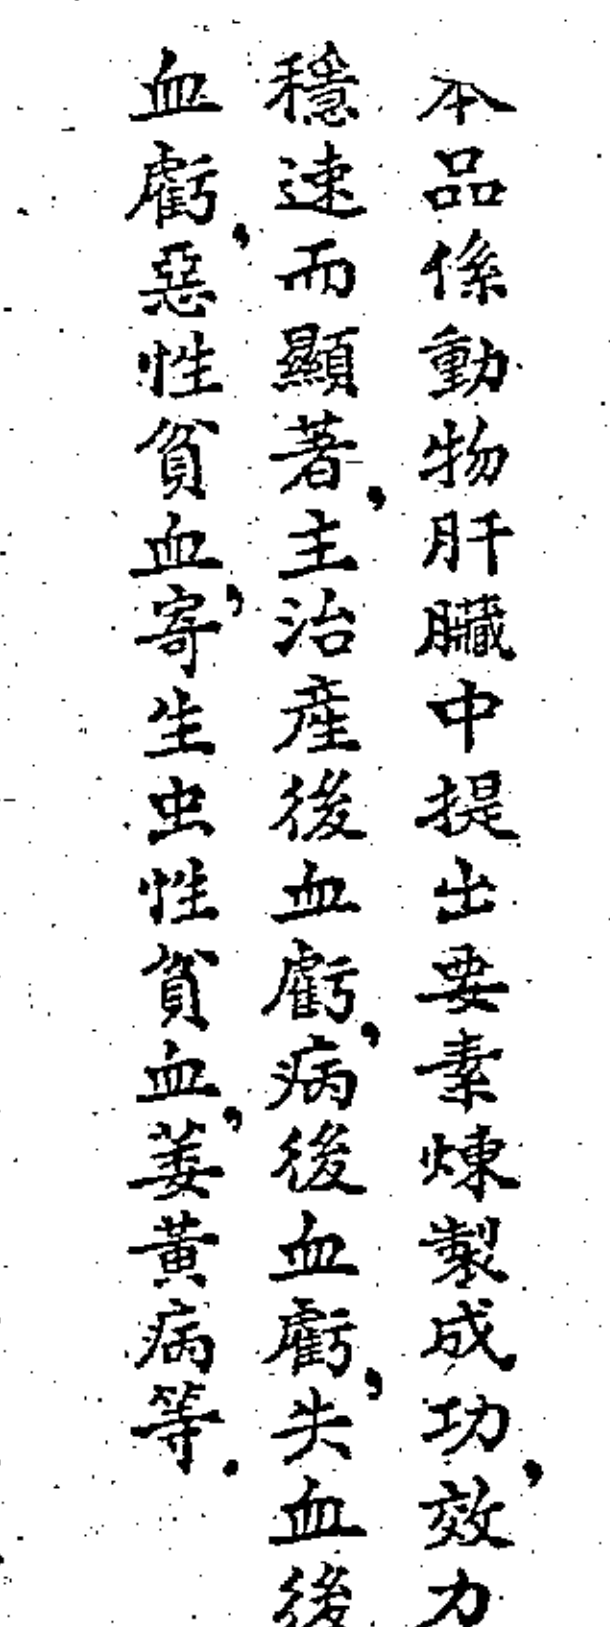 本品係動物肝臟中提出要素煉製成功，效力
穩速而顯著，主治產後血虧，病後血虧，失血後
血虧，惡性貧血，寄生虫性貧血，萎黃病等．